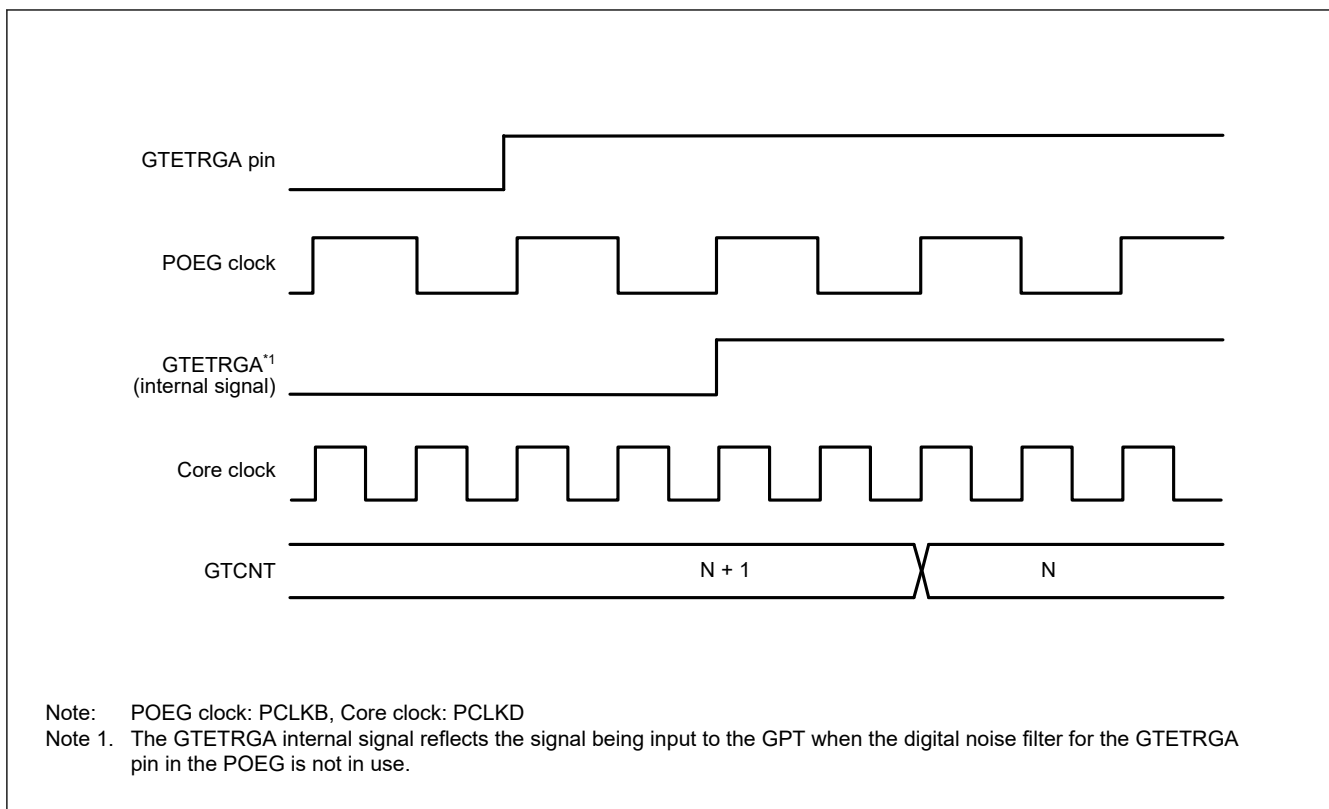 GTETRGA pin
POEG clock
GTETRGA*1
(internal signal)
Core clock
GTCNT
N + 1
N
Note: POEG clock: PCLKB, Core clock: PCLKD
Note 1. The GTETRGA internal signal reflects the signal being input to the GPT when the digital noise filter for the GTETRGA
pin in the POEG is not in use.